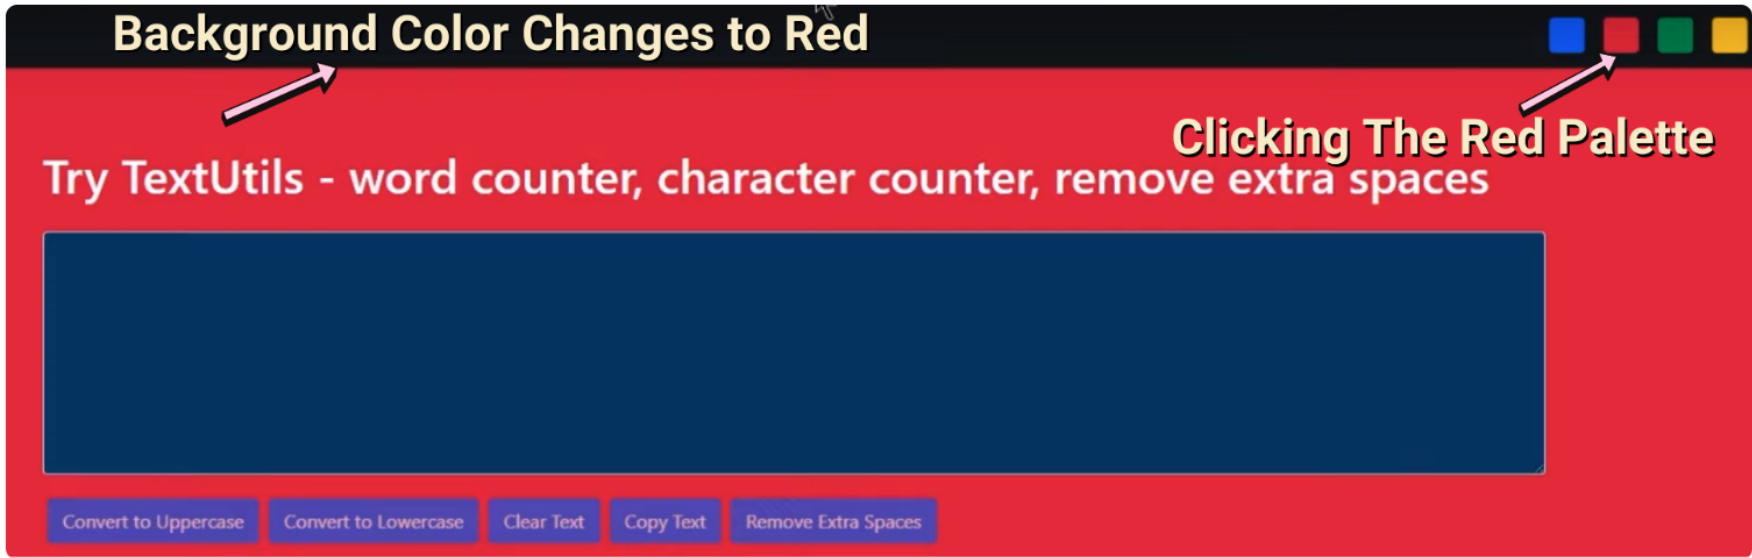 Background Color Changes to Red
Clicking The Red Palette
Try TextUtils - word counter, character counter, remove extra spaces
Convert to Uppercase
Convert to Lowercase
Clear Text
Copy Text
Remove Extra Spaces